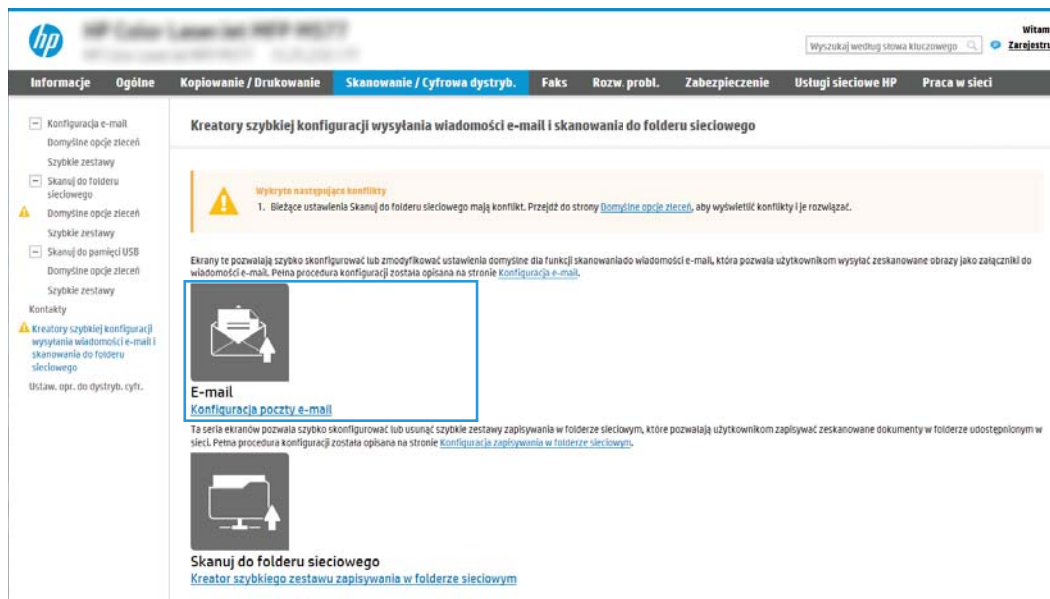 hp
Witam
Wyszukaj według słowa kluczowego
Zarejestru
Informacje Ogólne Kopiowanie / Drukowanie Skanowanie / Cyfrowa dystryb. Faks Rozw. probl. Zabezpieczenie Usługi sieciowe HP Praca w sieci
Konfiguracja e-mail
Domyślne opcje zleceń
Szybkie zestawy
Skanuj do folderu
sieciowego
Domyślne opcje zleceń
Szybkie zestawy
Skanuj do pamięci USB
Domyślne opcje zleceń
Szybkie zestawy
Kontakty
Kreatory szybkiej konfiguracji
wysyłania wiadomości e-mail i
skanowania do folderu
sieciowego
Ustaw. opr. do dystryb. cyfr.
Kreatory szybkiej konfiguracji wysyłania wiadomości e-mail i skanowania do folderu sieciowego
Wykryto następujące konflikty
1. Bieżące ustawienia Skanuj do folderu sieciowego mają konflikt. Przejdź do strony Domyślne opcje zleceń, aby wyświetlić konflikty i je rozwiązać.
Ekrany te pozwalają szybko skonfigurować lub zmodyfikować ustawienia domyślne dla funkcji skanowaniado wiadomości e-mail, która pozwala użytkownikom wysyłać zeskanowane obrazy jako załączniki do
wiadomości e-mail. Pełna procedura konfiguracji została opisana na stronie Konfiguracja e-mail.
E-mail
Konfiguracja poczty e-mail
Ta seria ekranów pozwala szybko skonfigurować lub usunąć szybkie zestawy zapisywania w folderze sieciowym, które pozwalają użytkownikom zapisywać zeskanowane dokumenty w folderze udostępnionym w
sieci. Pełna procedura konfiguracji została opisana na stronie Konfiguracja zapisywania w folderze sieciowym.
Skanuj do folderu sieciowego
Kreator szybkiego zestawu zapisywania w folderze sieciowym